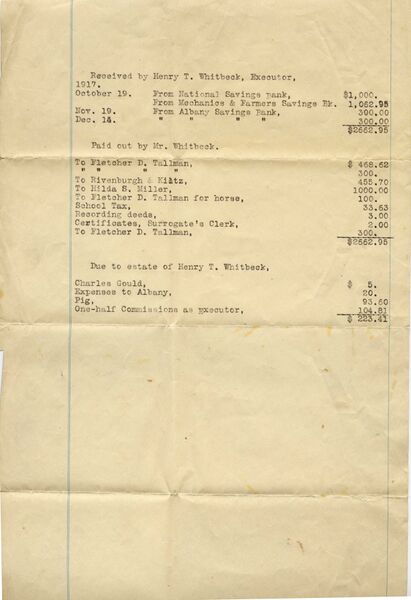 Received by Henry T. Whitbeck, Executor,
1917.
October 19. From National Savings Bank, $1,000.
From Mechanics & Farmers Savings Bk. 1,062.95
Nov. 19. From Albany Savings Bank, 300.00
Dec. 14. " " " " 300.00
$2662.95
Paid out by Mr. Whitbeck.
To Fletcher D. Tallman, $ 468.62
" " " " 300.
To Rivenburgh & 455.70
To Hilda S. Miller, 1000.00
To Fletcher D. Tallman for horse, 100.
School Tax, 33.63
Recording deeds, 3.00
Certificates, Surrogate's Clerk, 2.00
To Fletcher D. Tallman, 300.
$2662.95
Due to estate of Henry T. Whitbeck,
Charles Gould, $ 5.
Expenses to Albany, 20.
Pig, 93.60
One-half Commissions as Executor, 104.81
$ 223.41